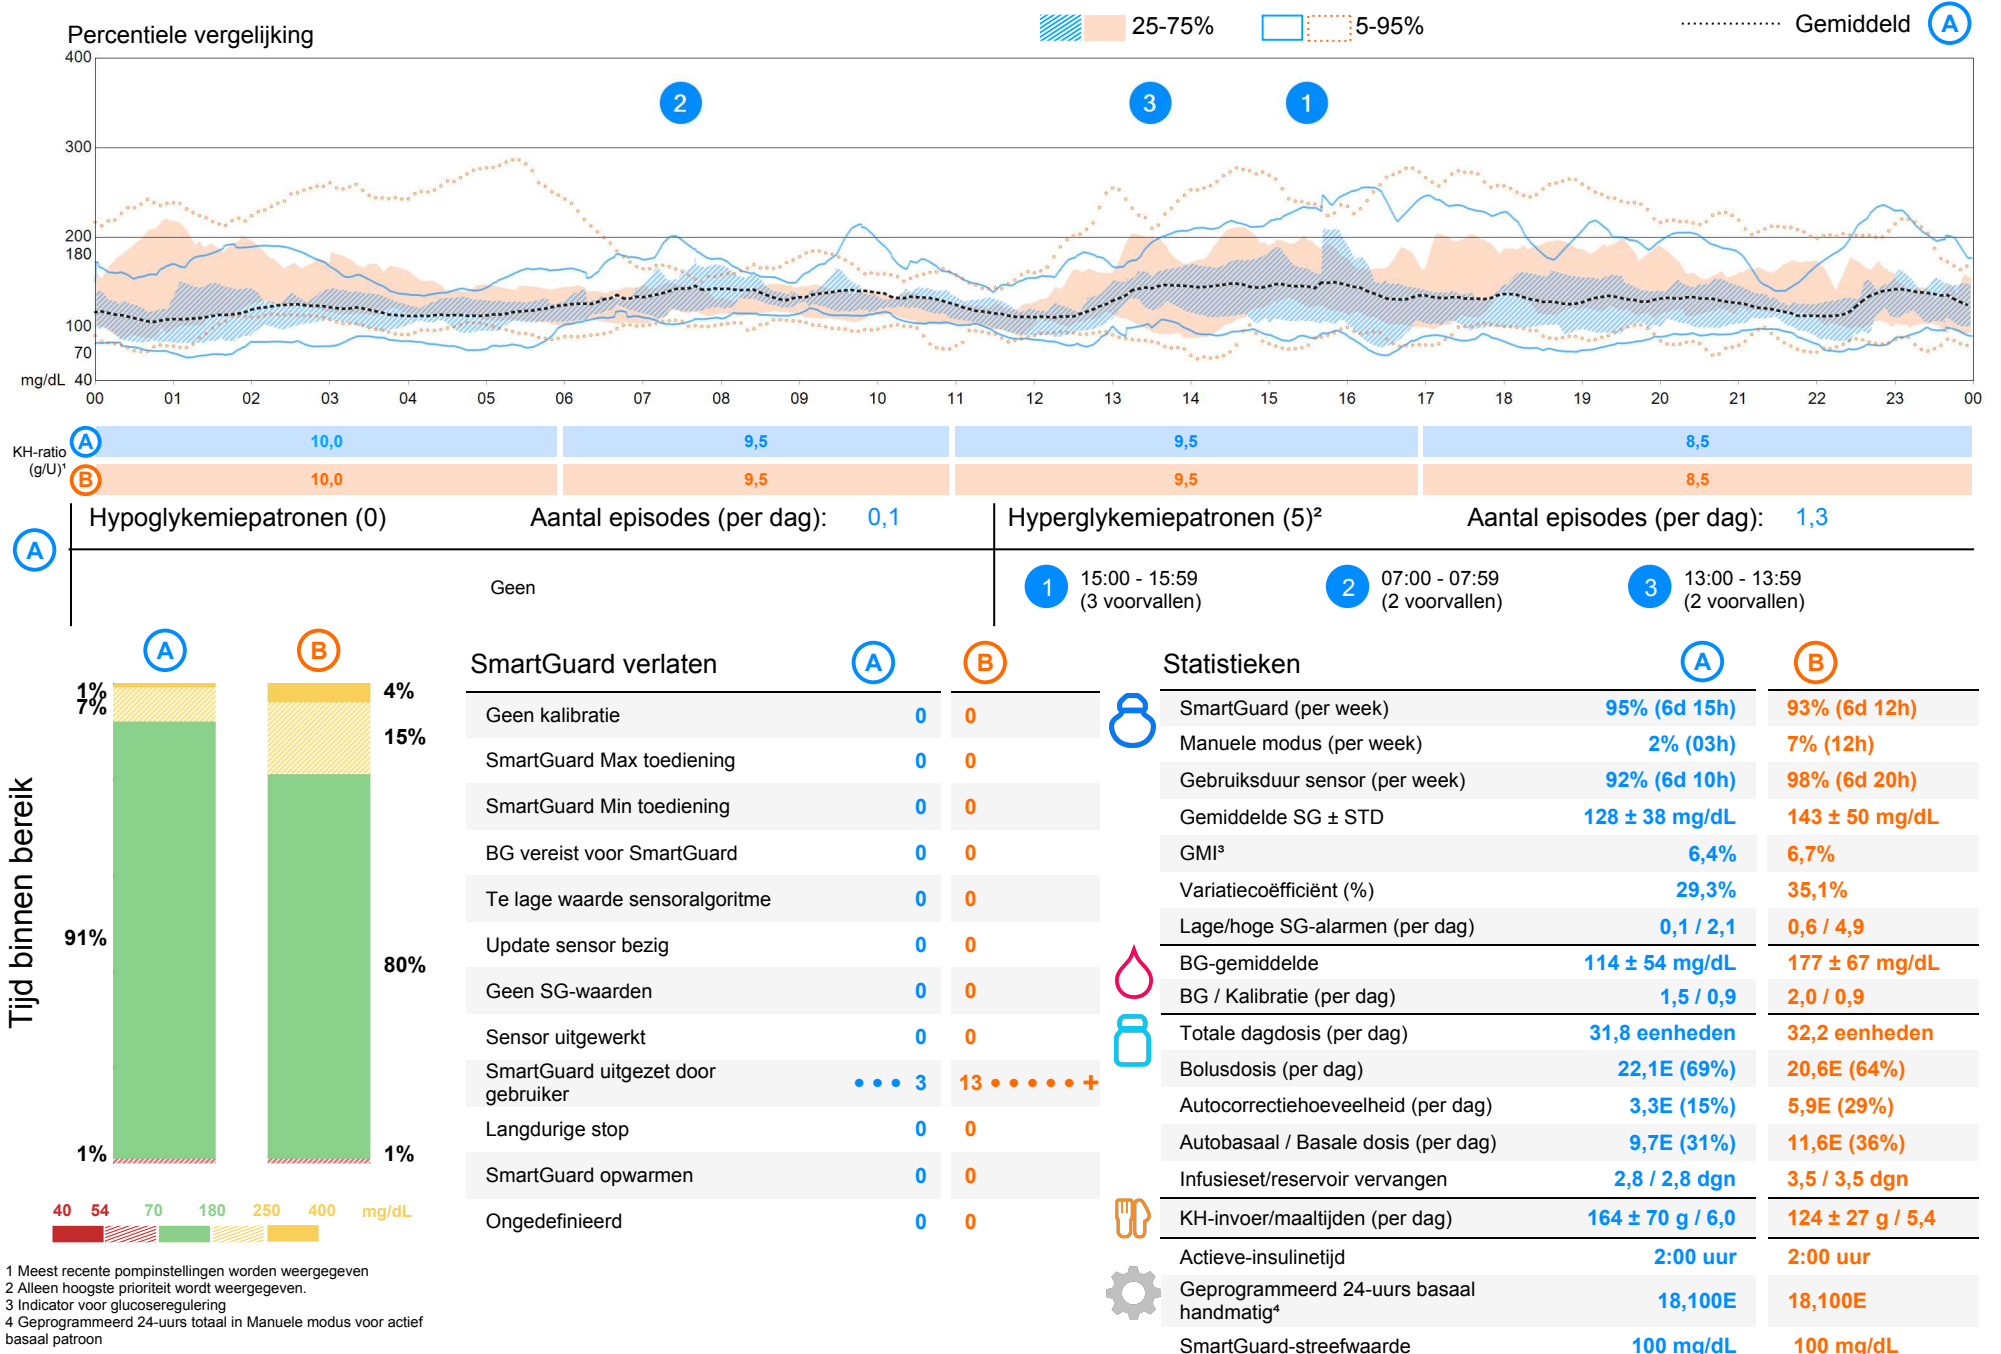 Percentiele vergelijking
25-75%
5-95%
Gemiddeld A
400
300
200
180
100
70
mg/dL 40
2
3
1
00 01 02 03 04 05 06 07 08 09 10 11 12 13 14 15 16 17 18 19 20 21 22 23 00
KH-ratio
(g/U)¹
A 10,0 9,5 9,5 8,5
B 10,0 9,5 9,5 8,5
A
Hypoglykemiepatronen (0) Aantal episodes (per dag): 0,1
Geen
Hyperglykemiepatronen (5)² Aantal episodes (per dag): 1,3
1 15:00 - 15:59
(3 voorvallen)
2 07:00 - 07:59
(2 voorvallen)
3 13:00 - 13:59
(2 voorvallen)
Tijd binnen bereik
A B
1%
7%
91%
1%
4%
15%
80%
1%
40 54 70 180 250 400 mg/dL
SmartGuard verlaten A B
Geen kalibratie 0 0
SmartGuard Max toediening 0 0
SmartGuard Min toediening 0 0
BG vereist voor SmartGuard 0 0
Te lage waarde sensoralgoritme 0 0
Update sensor bezig 0 0
Geen SG-waarden 0 0
Sensor uitgewerkt 0 0
SmartGuard uitgezet door
gebruiker 3 13 +
Langdurige stop 0 0
SmartGuard opwarmen 0 0
Ongedefinieerd 0 0
Statistieken A B
SmartGuard (per week) 95% (6d 15h) 93% (6d 12h)
Manuele modus (per week) 2% (03h) 7% (12h)
Gebruiksduur sensor (per week) 92% (6d 10h) 98% (6d 20h)
Gemiddelde SG ± STD 128 ± 38 mg/dL 143 ± 50 mg/dL
GMI³ 6,4% 6,7%
Variatiecoëfficiënt (%) 29,3% 35,1%
Lage/hoge SG-alarmen (per dag) 0,1 / 2,1 0,6 / 4,9
BG-gemiddelde 114 ± 54 mg/dL 177 ± 67 mg/dL
BG / Kalibratie (per dag) 1,5 / 0,9 2,0 / 0,9
Totale dagdosis (per dag) 31,8 eenheden 32,2 eenheden
Bolusdosis (per dag) 22,1E (69%) 20,6E (64%)
Autocorrectiehoeveelheid (per dag) 3,3E (15%) 5,9E (29%)
Autobasaal / Basale dosis (per dag) 9,7E (31%) 11,6E (36%)
Infusieset/reservoir vervangen 2,8 / 2,8 dgn 3,5 / 3,5 dgn
KH-invoer/maaltijden (per dag) 164 ± 70 g / 6,0 124 ± 27 g / 5,4
Actieve-insulinetijd 2:00 uur 2:00 uur
Geprogrammeerd 24-uurs basaal
handmatig⁴ 18,100E 18,100E
SmartGuard-streefwaarde 100 mg/dL 100 mg/dL
1 Meest recente pompinstellingen worden weergegeven
2 Alleen hoogste prioriteit wordt weergegeven.
3 Indicator voor glucoseregulering
4 Geprogrammeerd 24-uurs totaal in Manuele modus voor actief
basaal patroon